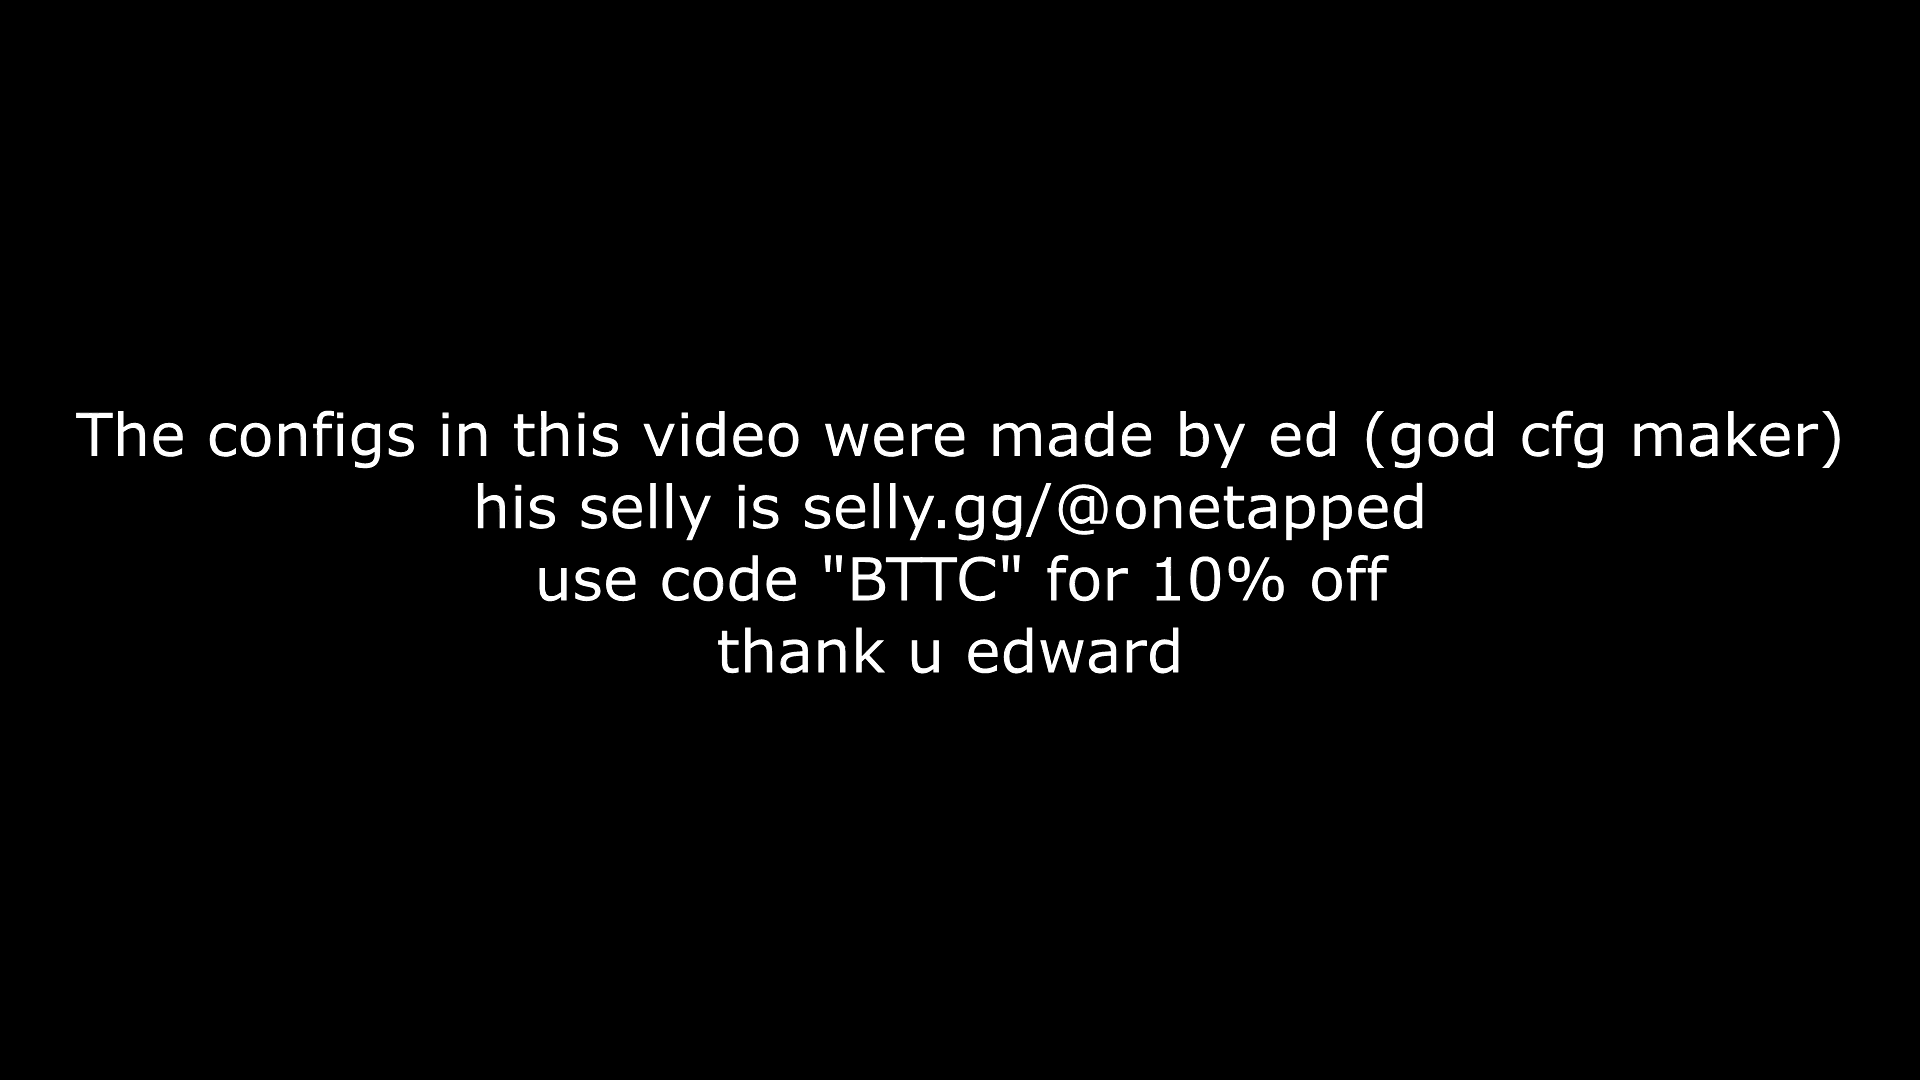 The configs in this video were made by ed (god cfg maker)
his selly is selly.gg/@onetapped
use code "BTTC" for 10% off
thank u edward